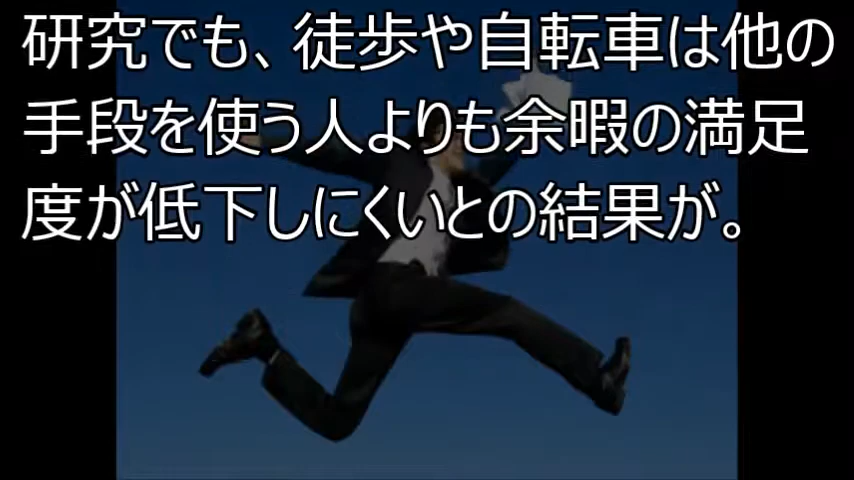 研究でも、徒歩や自転車は他の
手段を使う人よりも余暇の満足
度が低下しにくいとの結果が。